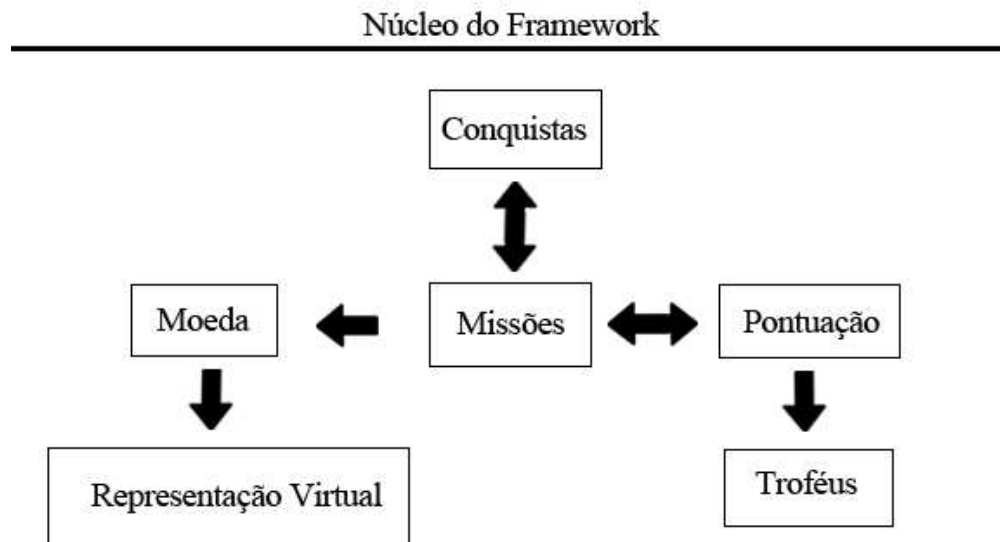 Núcleo do Framework
Conquistas
Moeda
Missões
Pontuação
Representação Virtual
Troféus